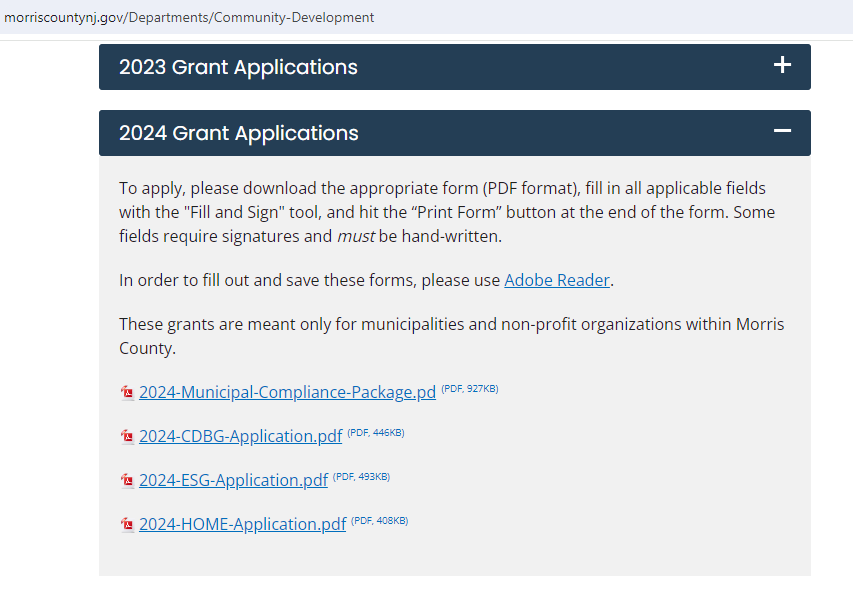 morriscountynj.gov/Departments/Community-Development
2023 Grant Applications
2024 Grant Applications
To apply, please download the appropriate form (PDF format), fill in all applicable fields
with the "Fill and Sign" tool, and hit the “Print Form” button at the end of the form. Some
fields require signatures and must be hand-written.
In order to fill out and save these forms, please use Adobe Reader.
These grants are meant only for municipalities and non-profit organizations within Morris
County.
2024-Municipal-Compliance-Package.pd (PDF, 927KB)
2024-CDBG-Application.pdf (PDF, 446KB)
2024-ESG-Application.pdf (PDF, 493KB)
2024-HOME-Application.pdf (PDF, 408KB)